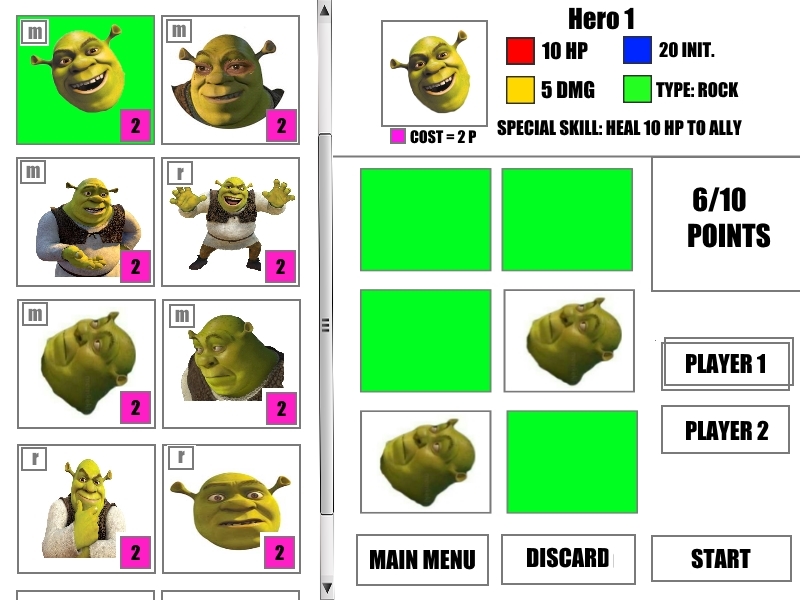 m
2
m
2
m
2
r
2
m
2
m
2
r
2
r
2
Hero 1
10 HP
20 INIT.
5 DMG
TYPE: ROCK
COST = 2 P
SPECIAL SKILL: HEAL 10 HP TO ALLY
6/10
POINTS
PLAYER 1
PLAYER 2
MAIN MENU
DISCARD
START